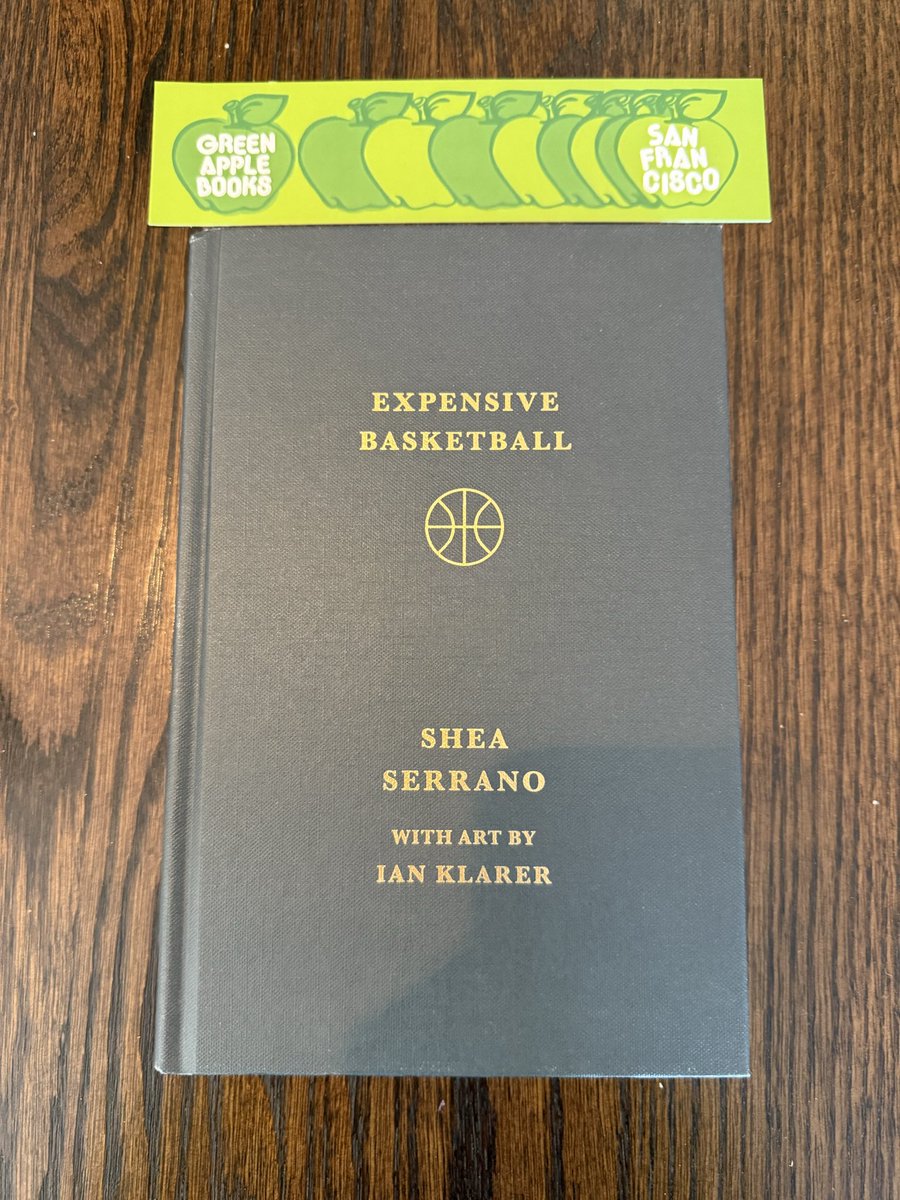 GREEN
APPLE
BOOKS
SAN
FRAN
CISCO
EXPENSIVE
BASKETBALL
SHEA
SERRANO
WITH ART BY
IAN KLARER